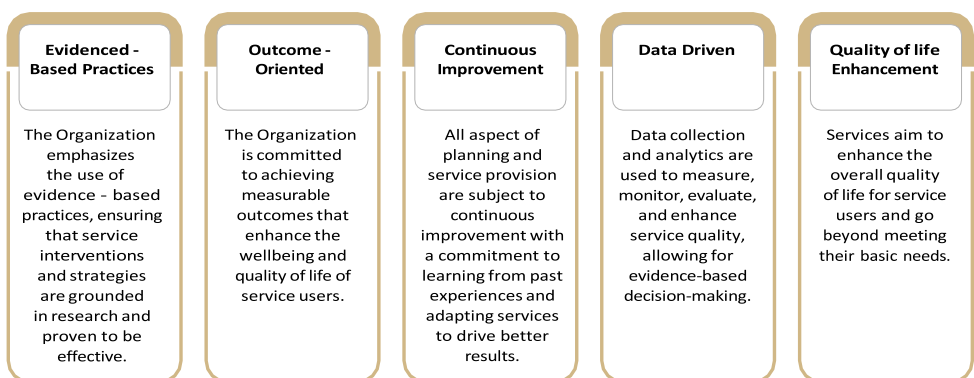 Evidenced -
Based Practices
The Organization
emphasizes
the use of
evidence - based
practices, ensuring
that service
interventions
and strategies
are grounded
in research and
proven to be
effective.
Outcome -
Oriented
The Organization
is committed
to achieving
measurable
outcomes that
enhance the
wellbeing and
quality of life of
service users.
Continuous
Improvement
All aspect of
planning and
service provision
are subject to
continuous
improvement with
a commitment to
learning from past
experiences and
adapting services
to drive better
results.
Data Driven
Data collection
and analytics are
used to measure,
monitor, evaluate,
and enhance
service quality,
allowing for
evidence-based
decision-making.
Quality of life
Enhancement
Services aim to
enhance the
overall quality
of life for service
users and go
beyond meeting
their basic needs.